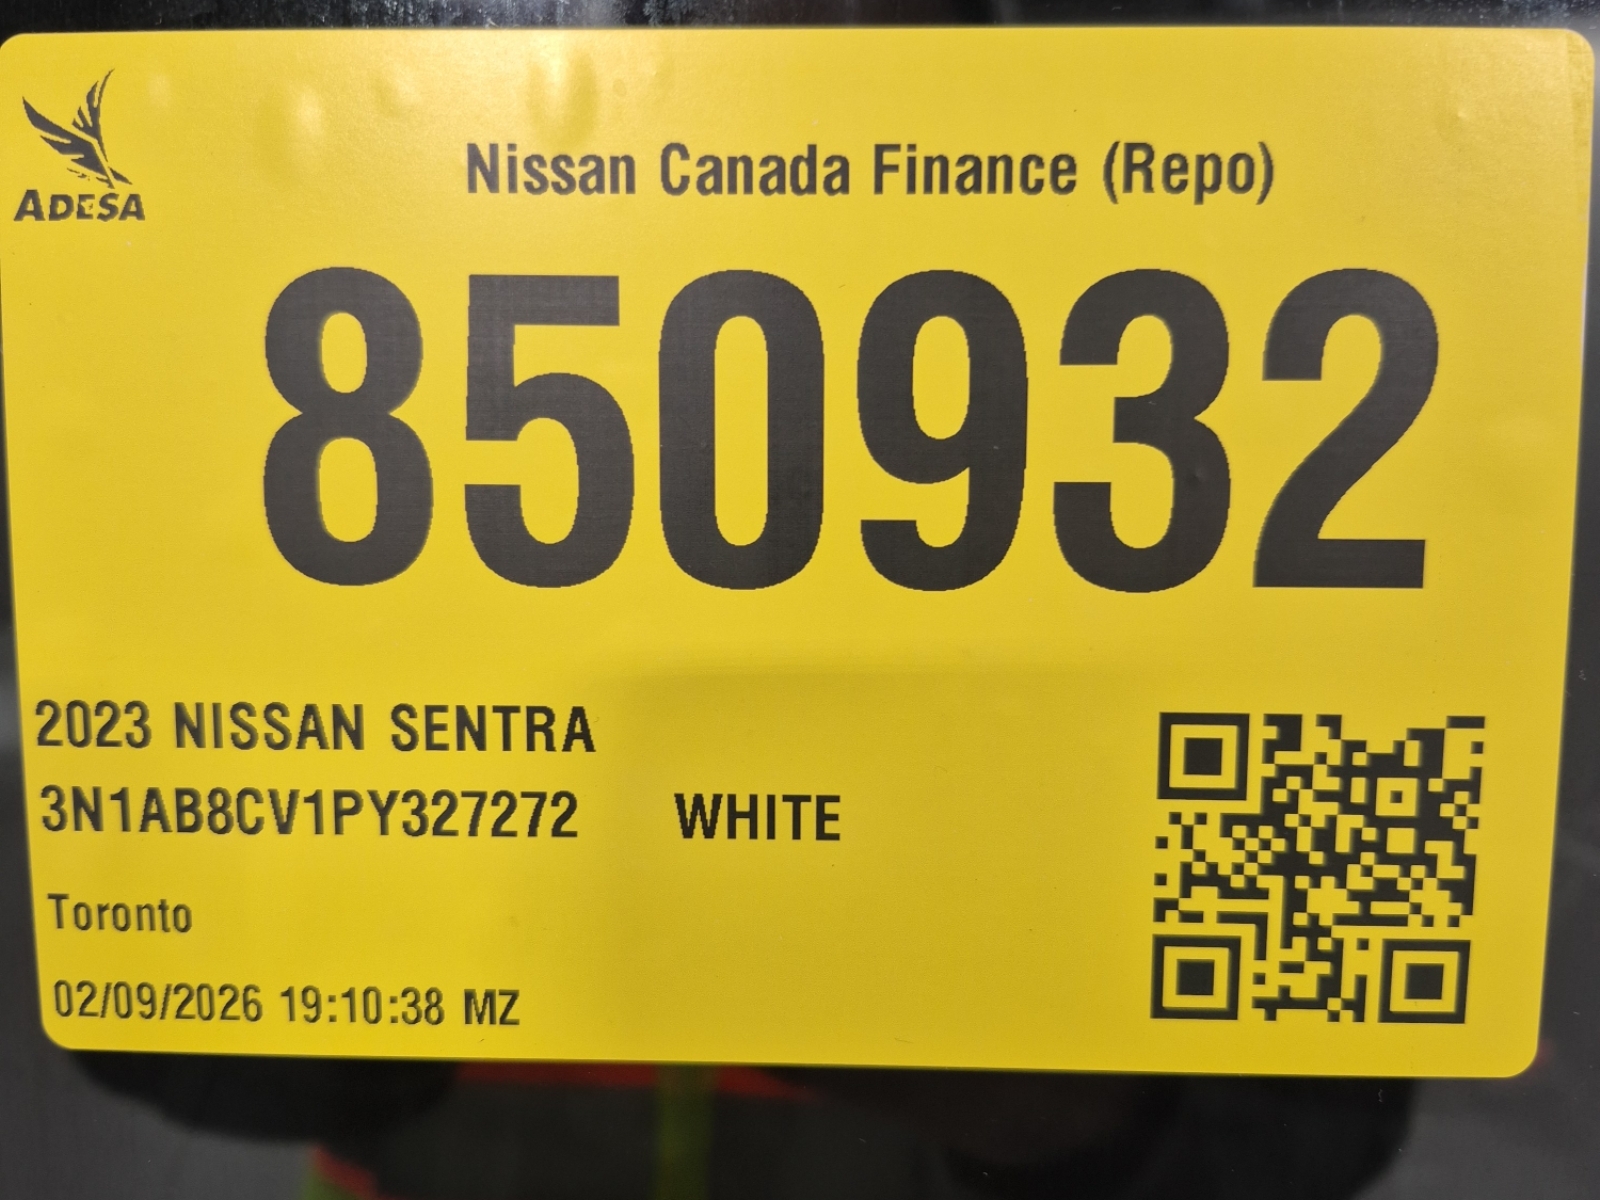 ADESA
Nissan Canada Finance (Repo)
850932
2023 NISSAN SENTRA
3N1AB8CV1PY327272 WHITE
Toronto
02/09/2026 19:10:38 MZ